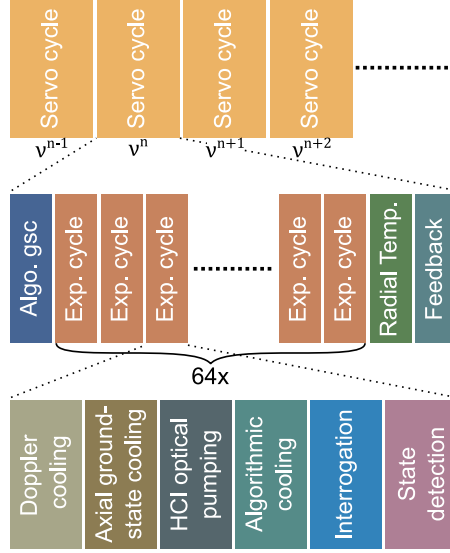 Servo cycle
Servo cycle
Servo cycle
Servo cycle
νⁿ⁻¹
νⁿ
νⁿ⁺¹
νⁿ⁺²
Algo. gsc
Exp. cycle
Exp. cycle
Exp. cycle
Exp. cycle
Exp. cycle
Radial Temp.
Feedback
64x
Doppler
cooling
Axial ground-
state cooling
HCI optical
pumping
Algorithmic
cooling
Interrogation
State
detection